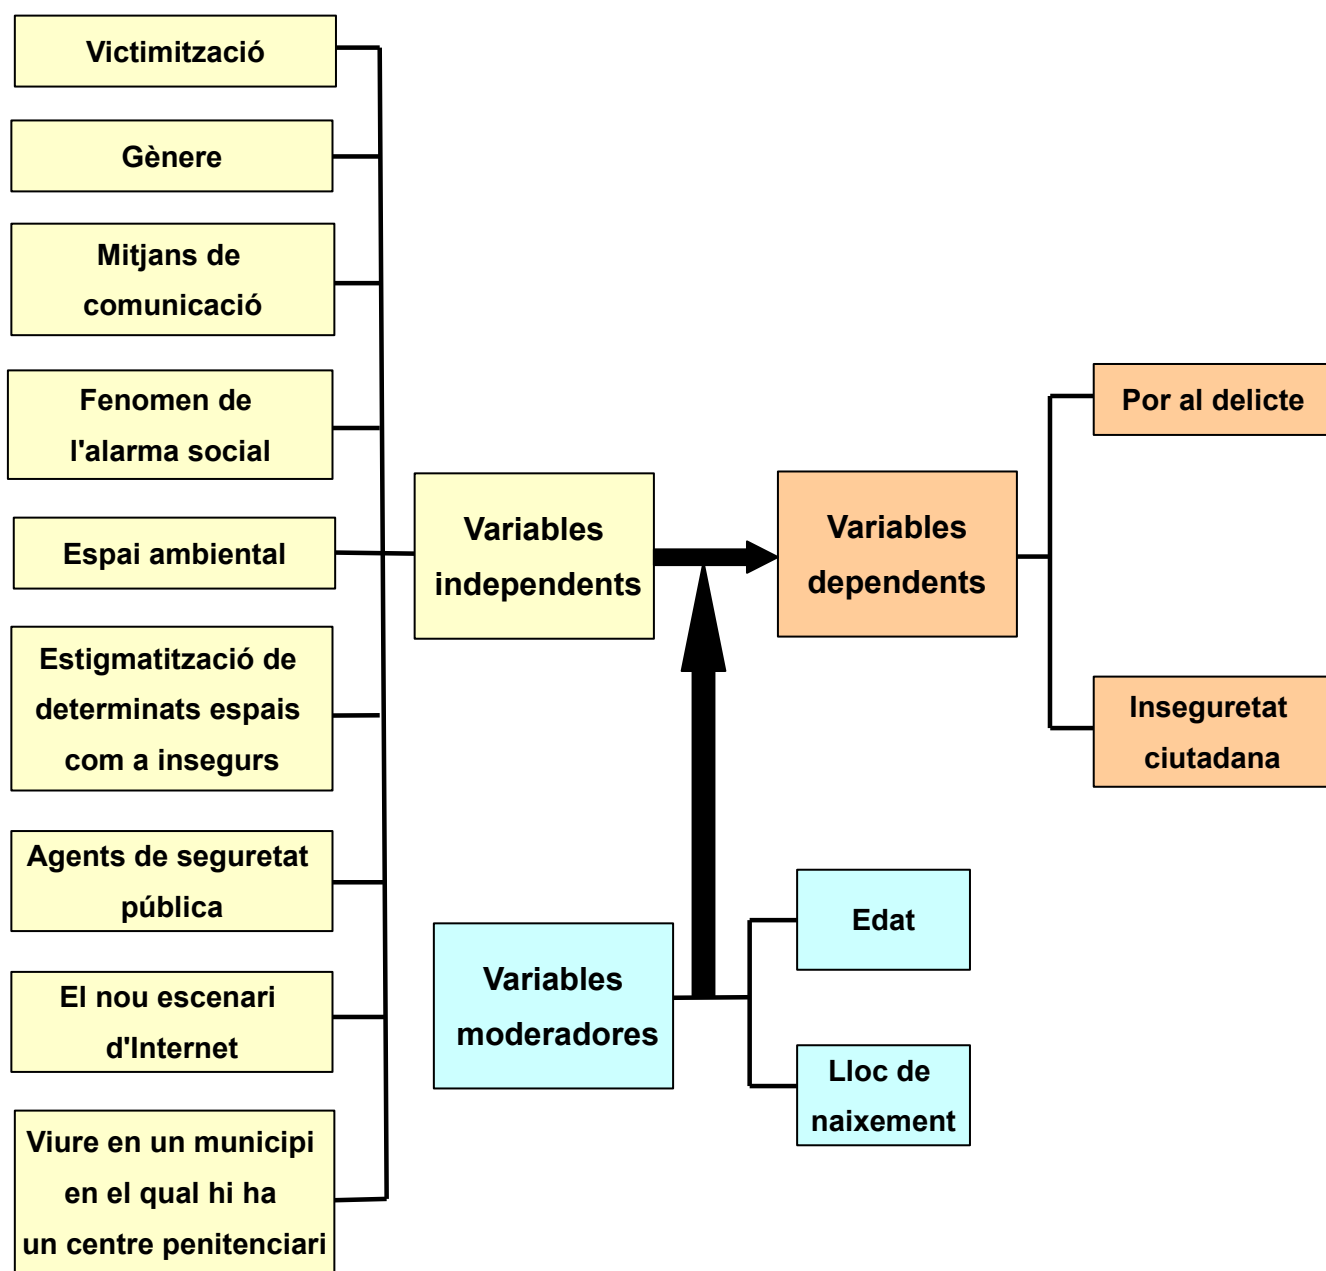 Victimització
Gènere
Mitjans de
comunicació
Fenomen de
l'alarma social
Espai ambiental
Estigmatització de
determinats espais
com a insegurs
Agents de seguretat
pública
El nou escenari
d'Internet
Viure en un municipi
en el qual hi ha
un centre penitenciari
Variables
independents
Variables
dependents
Por al delicte
Inseguretat
ciutadana
Variables
moderadores
Edat
Lloc de
naixement